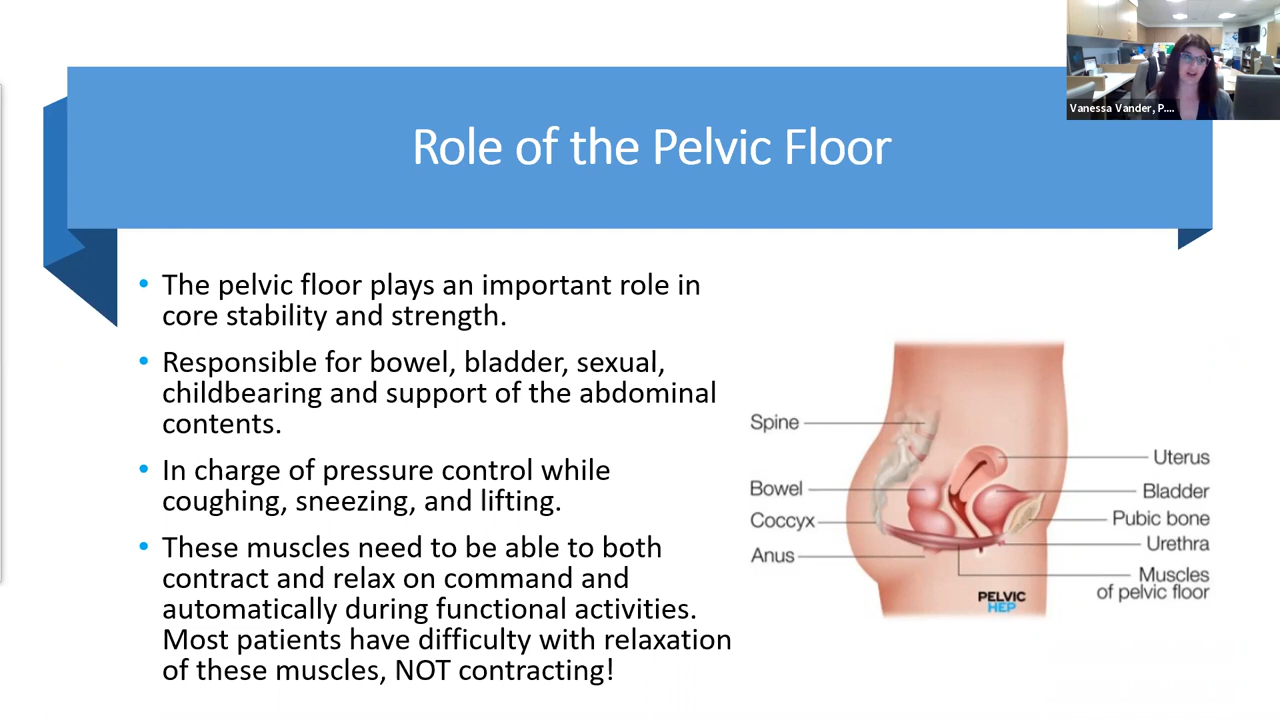 Vanessa Vander, P....
Role of the Pelvic Floor
• The pelvic floor plays an important role in
core stability and strength.
• Responsible for bowel, bladder, sexual,
childbearing and support of the abdominal
contents.
• In charge of pressure control while
coughing, sneezing, and lifting.
• These muscles need to be able to both
contract and relax on command and
automatically during functional activities.
Most patients have difficulty with relaxation
of these muscles, NOT contracting!
Spine
Bowel
Coccyx
Anus
Uterus
Bladder
Pubic bone
Urethra
Muscles
of pelvic floor
PELVIC
HEP